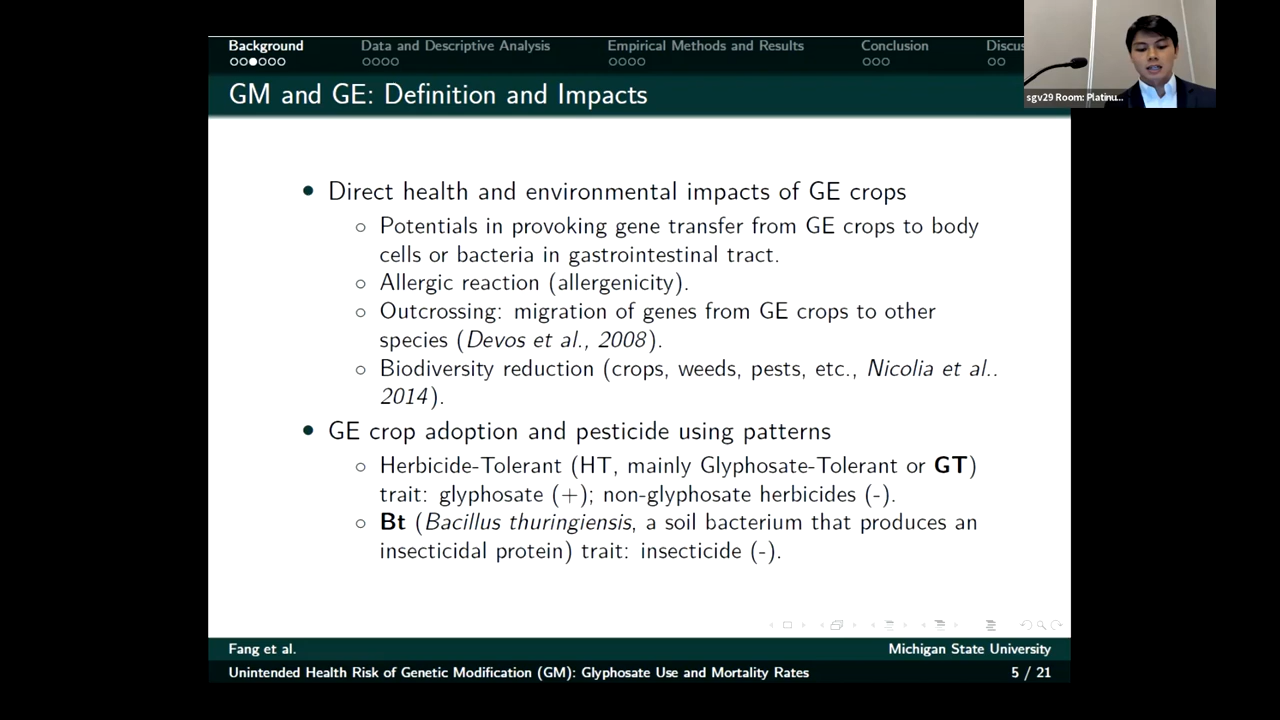 Background Data and Descriptive Analysis Empirical Methods and Results Conclusion Discus
GM and GE: Definition and Impacts
sgv29 Room: Platinu...
• Direct health and environmental impacts of GE crops
○ Potentials in provoking gene transfer from GE crops to body
cells or bacteria in gastrointestinal tract.
○ Allergic reaction (allergenicity).
○ Outcrossing: migration of genes from GE crops to other
species (Devos et al., 2008).
○ Biodiversity reduction (crops, weeds, pests, etc., Nicolia et al..
2014).
• GE crop adoption and pesticide using patterns
○ Herbicide-Tolerant (HT, mainly Glyphosate-Tolerant or GT)
trait: glyphosate (+); non-glyphosate herbicides (-).
○ Bt (Bacillus thuringiensis, a soil bacterium that produces an
insecticidal protein) trait: insecticide (-).
Fang et al. Michigan State University
Unintended Health Risk of Genetic Modification (GM): Glyphosate Use and Mortality Rates 5 / 21